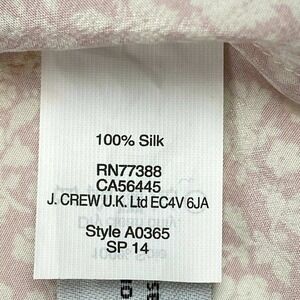 100% Silk
RN77388
CA56445
J. CREW U.K. Ltd EC4V 6JA
Style A0365
SP 14